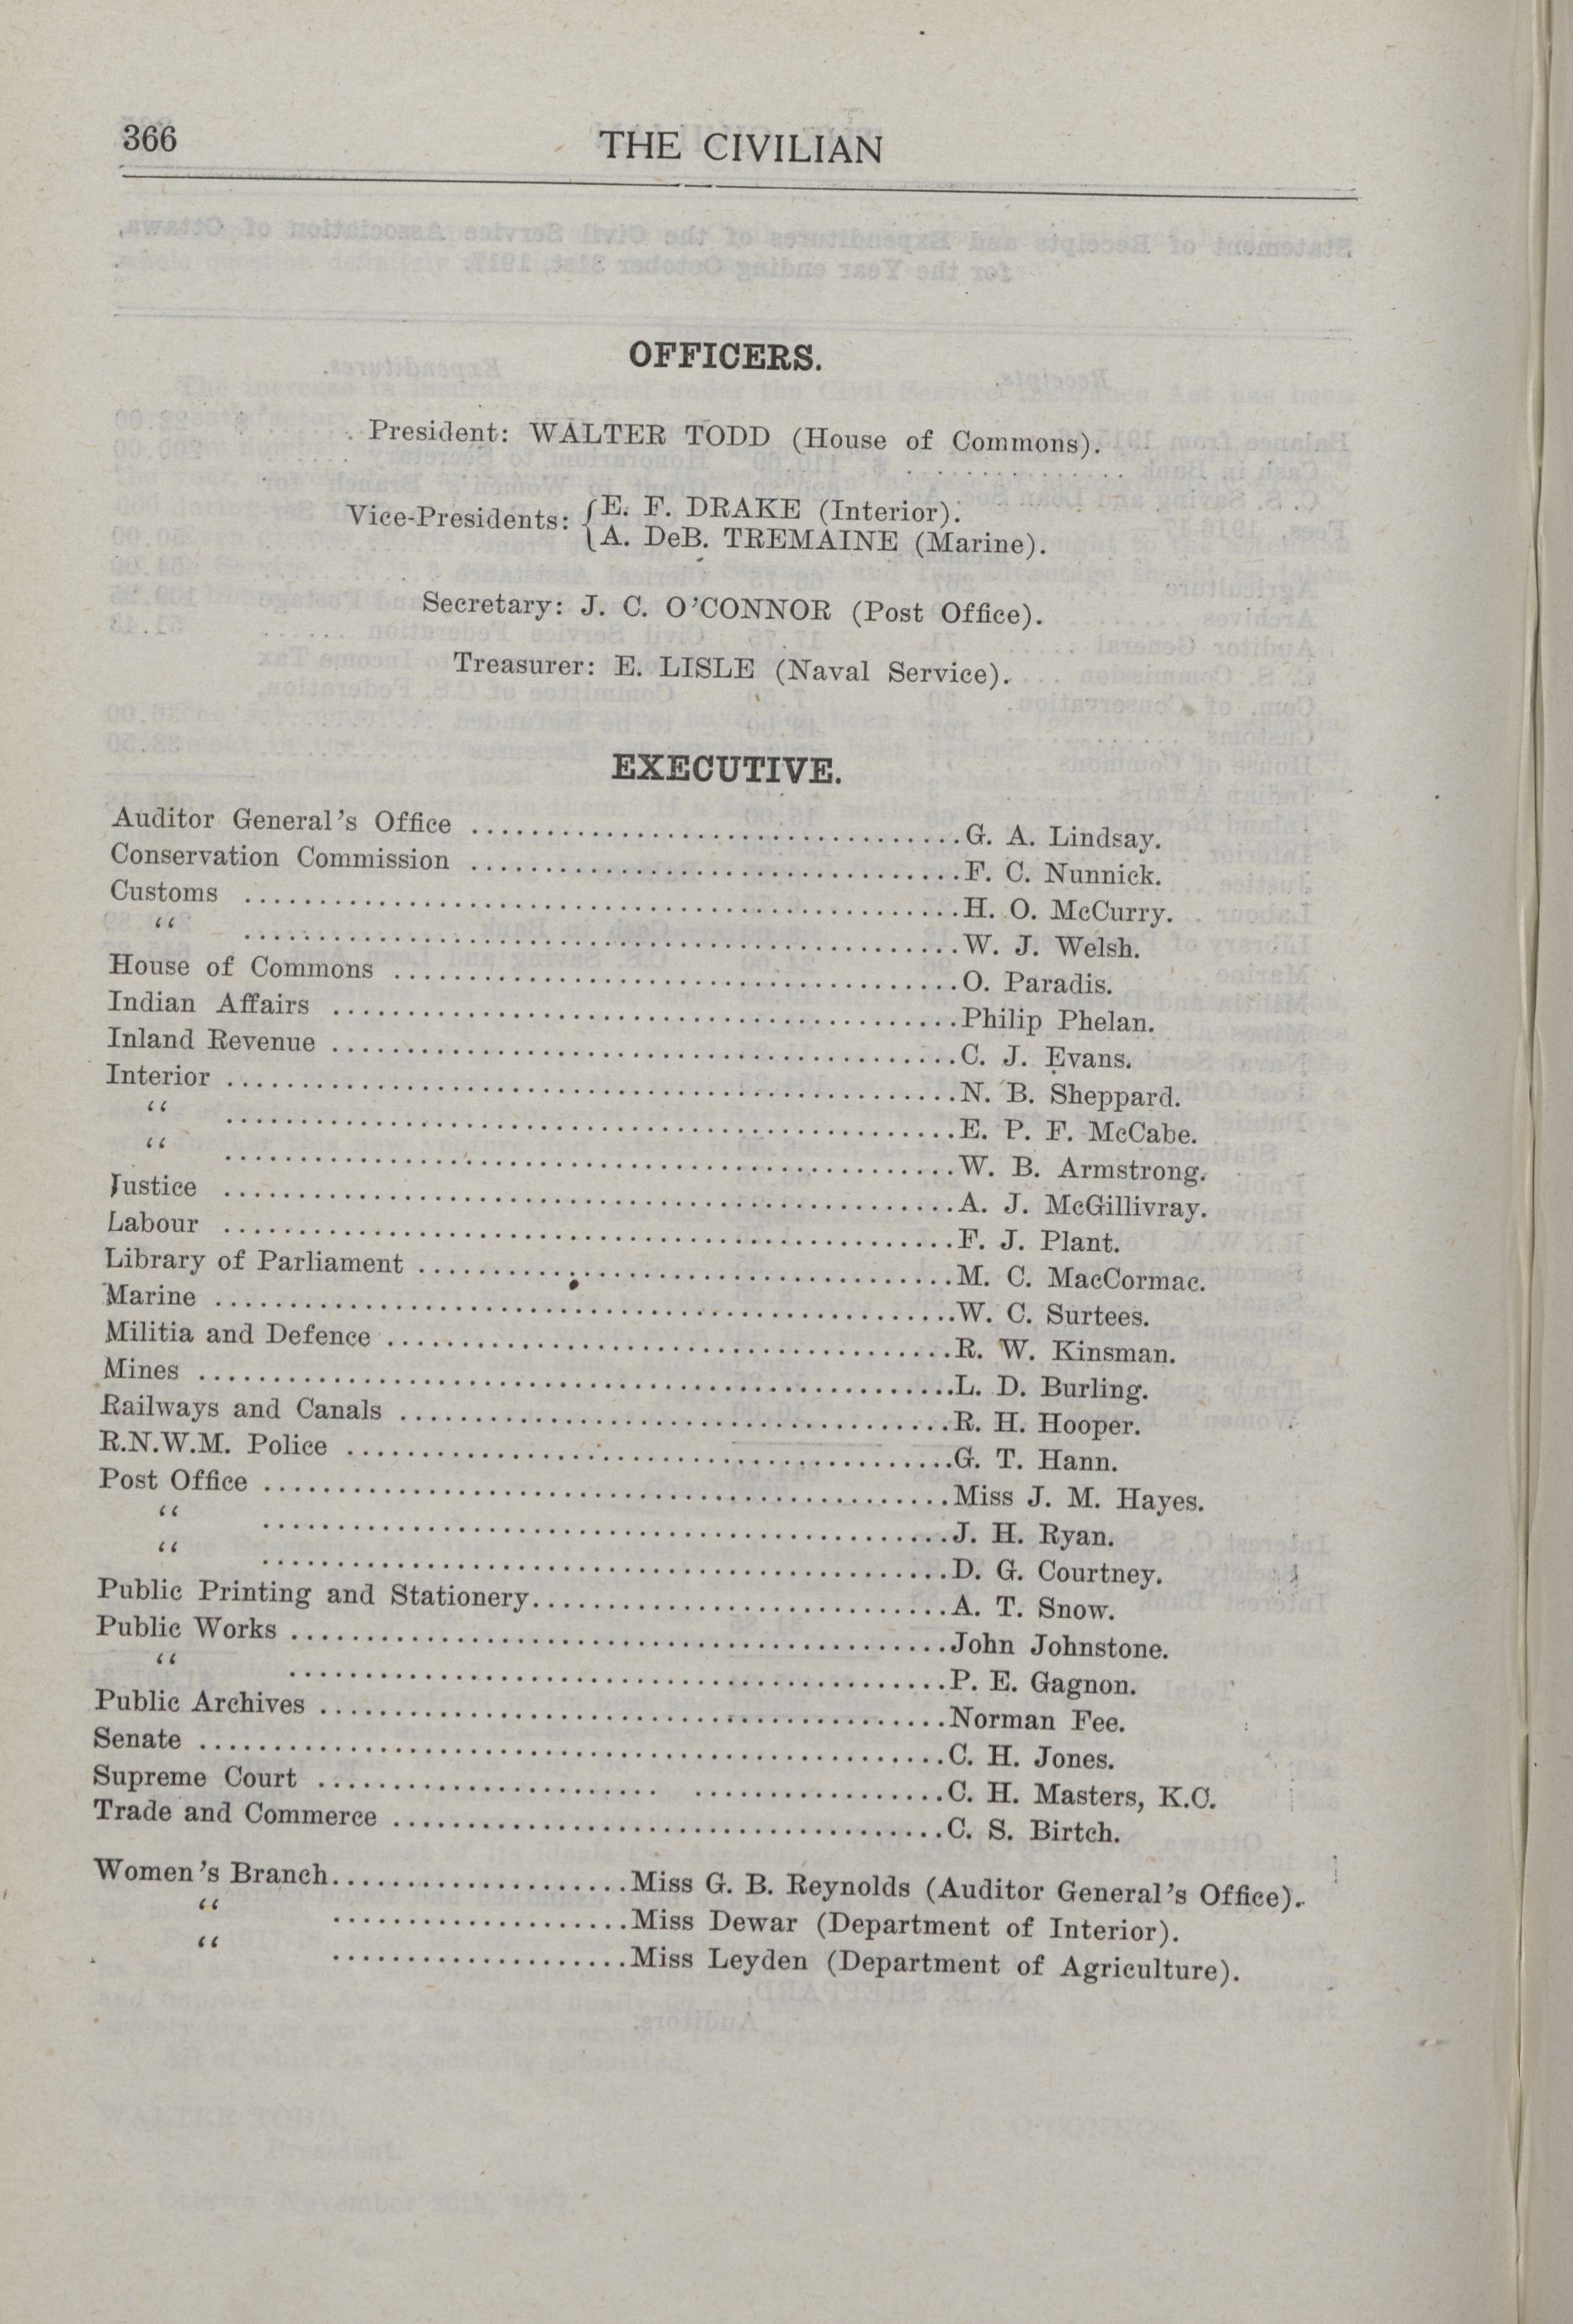 366 THE CIVILIAN
OFFICERS.
President: WALTER TODD (House of Commons).
Vice-Presidents: {E. F. DRAKE (Interior).
{A. DeB. TREMAINE (Marine).
Secretary: J. C. O'CONNOR (Post Office).
Treasurer: E. LISLE (Naval Service).
EXECUTIVE.
Auditor General's Office ................................. G. A. Lindsay.
Conservation Commission ................................. F. C. Nunnick.
Customs ................................................ H. O. McCurry.
“ ................................................ W. J. Welsh.
House of Commons ...................................... O. Paradis.
Indian Affairs .......................................... Philip Phelan.
Inland Revenue .......................................... C. J. Evans.
Interior ................................................. N. B. Sheppard.
“ ................................................. E. P. F. McCabe.
“ ................................................. W. B. Armstrong.
Justice ................................................. A. J. McGillivray.
Labour ................................................. F. J. Plant.
Library of Parliament .................................... M. C. MacCormac.
Marine .................................................. W. C. Surtees.
Militia and Defence ...................................... R. W. Kinsman.
Mines ................................................... L. D. Burling.
Railways and Canals ..................................... R. H. Hooper.
R.N.W.M. Police ......................................... G. T. Hann.
Post Office .............................................. Miss J. M. Hayes.
“ .............................................. J. H. Ryan.
“ .............................................. D. G. Courtney.
Public Printing and Stationery............................ A. T. Snow.
Public Works ............................................ John Johnstone.
“ ............................................ P. E. Gagnon.
Public Archives .......................................... Norman Fee.
Senate .................................................. C. H. Jones.
Supreme Court ....................... ................. C. H. Masters, K.C.
Trade and Commerce ..................................... C. S. Birtch.
Women's Branch.................... Miss G. B. Reynolds (Auditor General's Office).
“ .................... Miss Dewar (Department of Interior).
“ .................... Miss Leyden (Department of Agriculture).